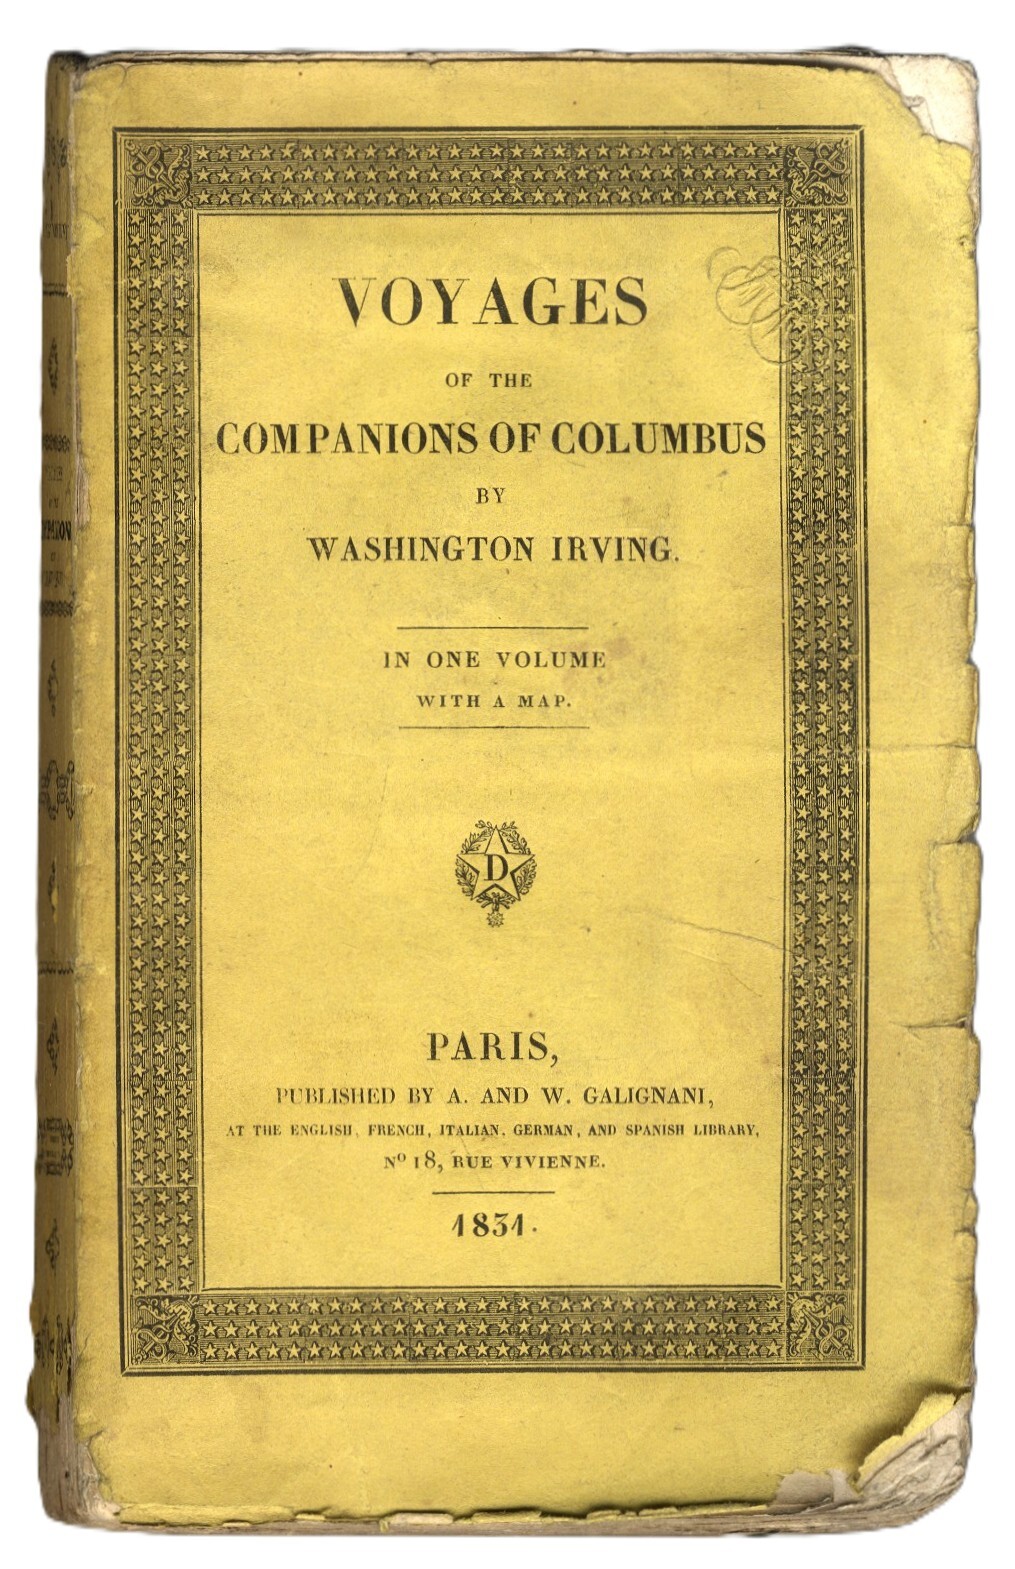 VOYAGES
OF THE
COMPANIONS OF COLUMBUS
BY
WASHINGTON IRVING.
IN ONE VOLUME
WITH A MAP.
D
PARIS,
PUBLISHED BY A. AND W. GALIGNANI,
AT THE ENGLISH, FRENCH, ITALIAN, GERMAN, AND SPANISH LIBRARY,
Nº 18, RUE VIVIENNE.
1831.